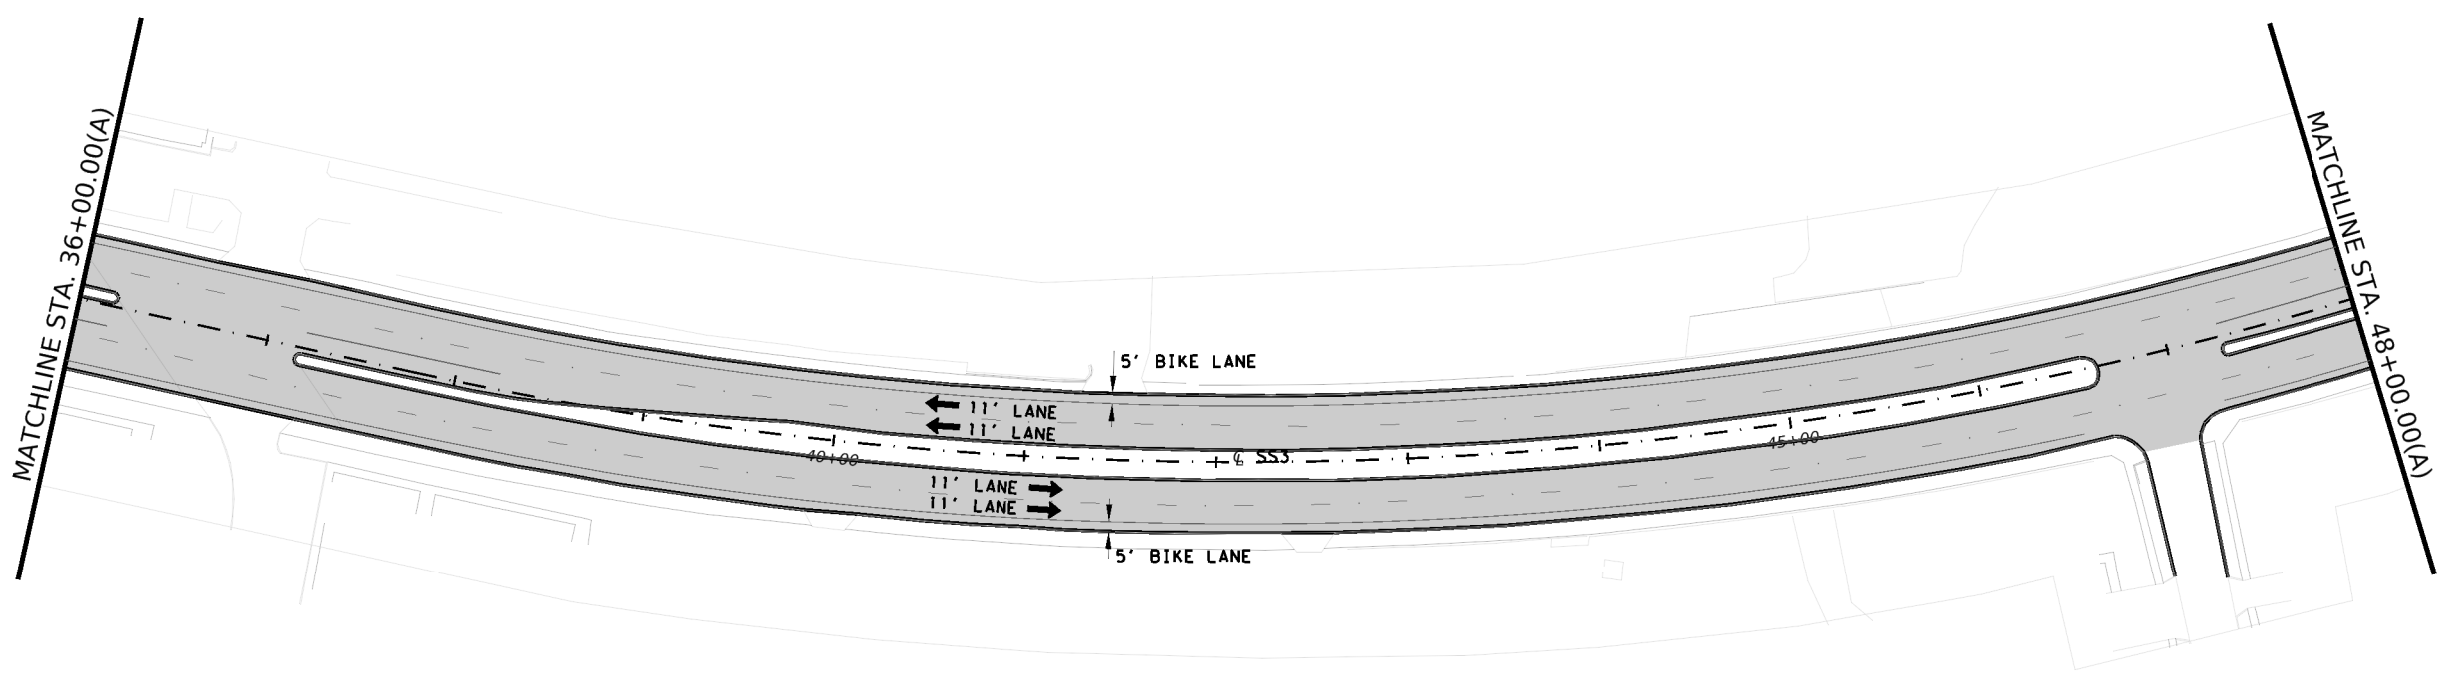 MATCHLINE STA. 36+00.00(A)
MATCHLINE STA. 48+00.00(A)
5' BIKE LANE
11' LANE
11' LANE
40+00
℄ SS3
45+00
11' LANE
11' LANE
5' BIKE LANE